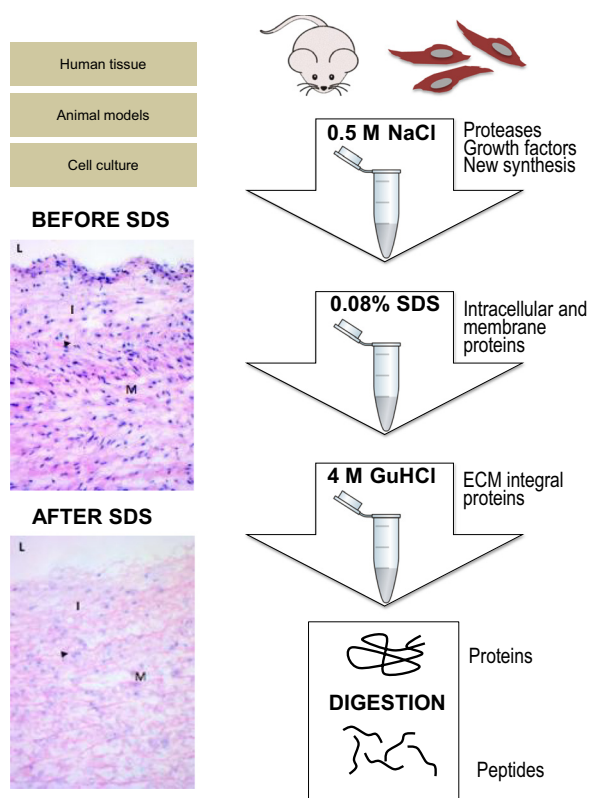 Human tissue
Animal models
Cell culture
BEFORE SDS
L
I
M
AFTER SDS
L
I
M
0.5 M NaCl
Proteases
Growth factors
New synthesis
0.08% SDS
Intracellular and
membrane
proteins
4 M GuHCl
ECM integral
proteins
Proteins
DIGESTION
Peptides